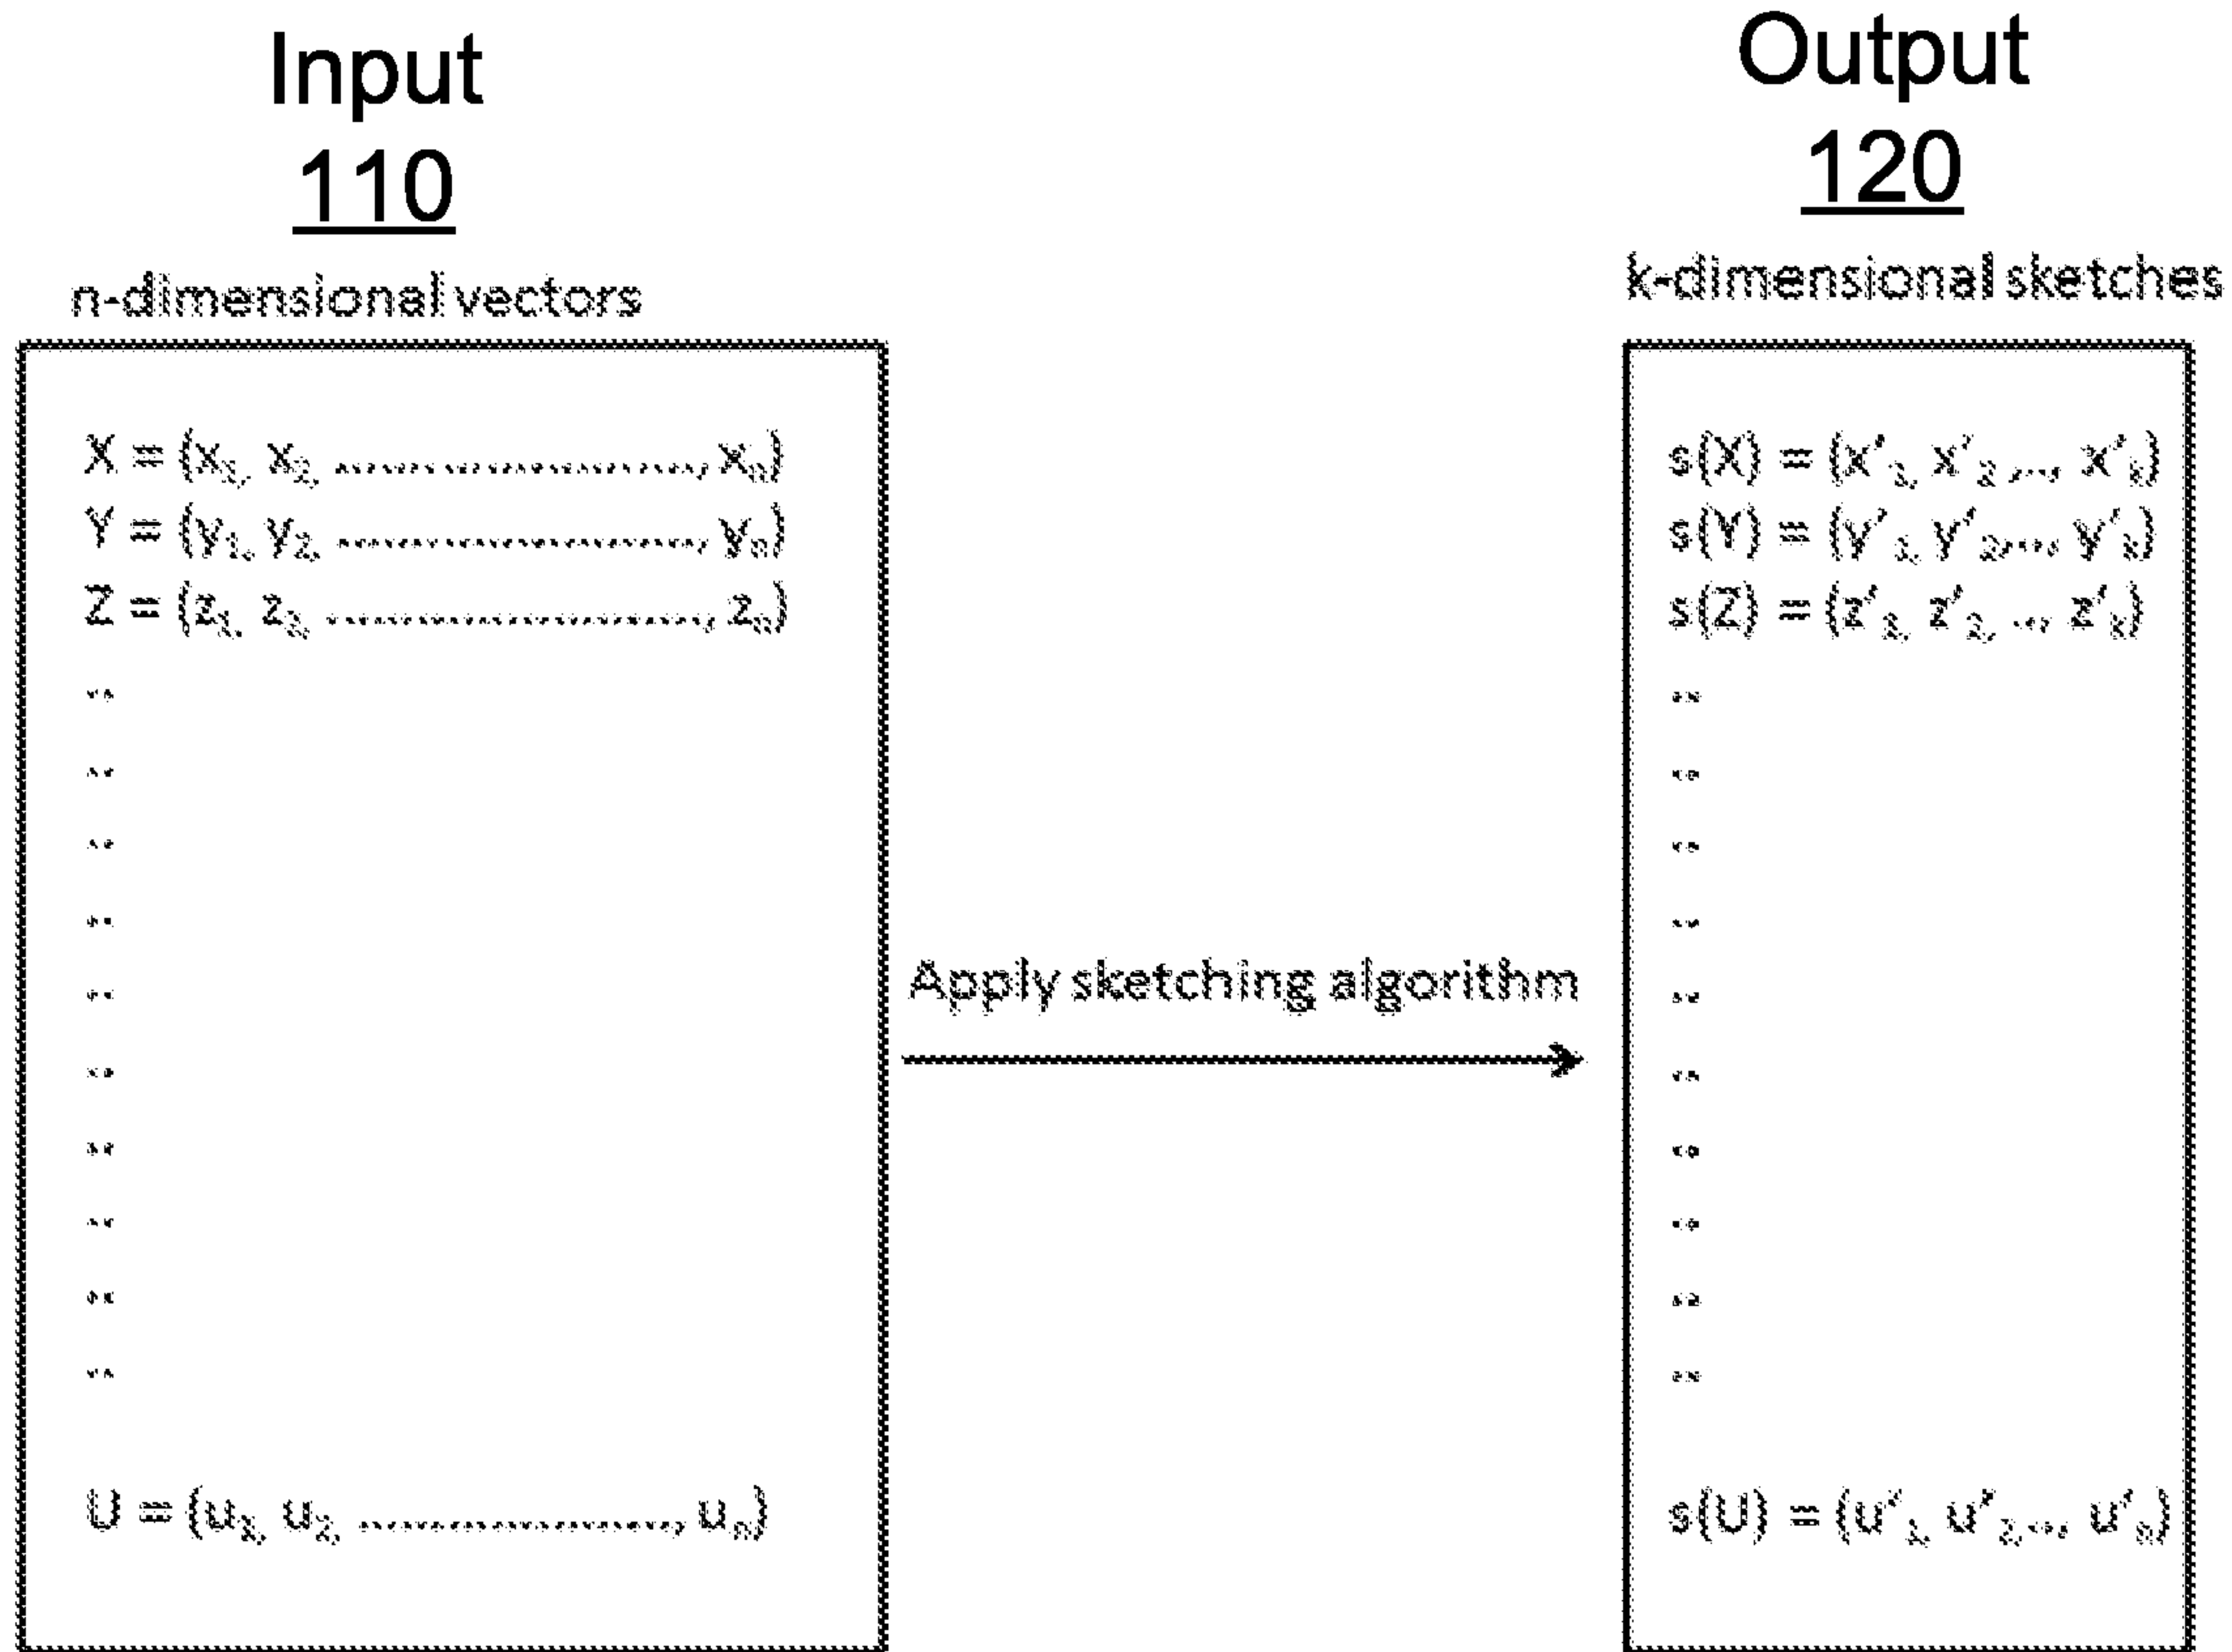 Input
110
n-dimensional vectors
X = (x₁, x₂, ........................, xₙ)
Y = (y₁, y₂, ........................, yₙ)
Z = (z₁, z₂, ........................, zₙ)
..
..
..
..
..
..
..
..
..
..
U = (u₁, u₂, ........................, uₙ)
Apply sketching algorithm
Output
120
k-dimensional sketches
s(X) = (x'₁, x'₂,..., x'ₖ)
s(Y) = (y'₁, y'₂,..., y'ₖ)
s(Z) = (z'₁, z'₂, .., z'ₖ)
..
..
..
..
..
..
..
..
..
..
s(U) = (u'₁, u'₂,..., u'ₙ)